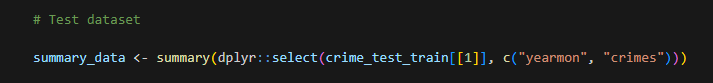 # Test dataset
summary_data <- summary(dplyr::select(crime_test_train[[1]], c("yearmon", "crimes")))